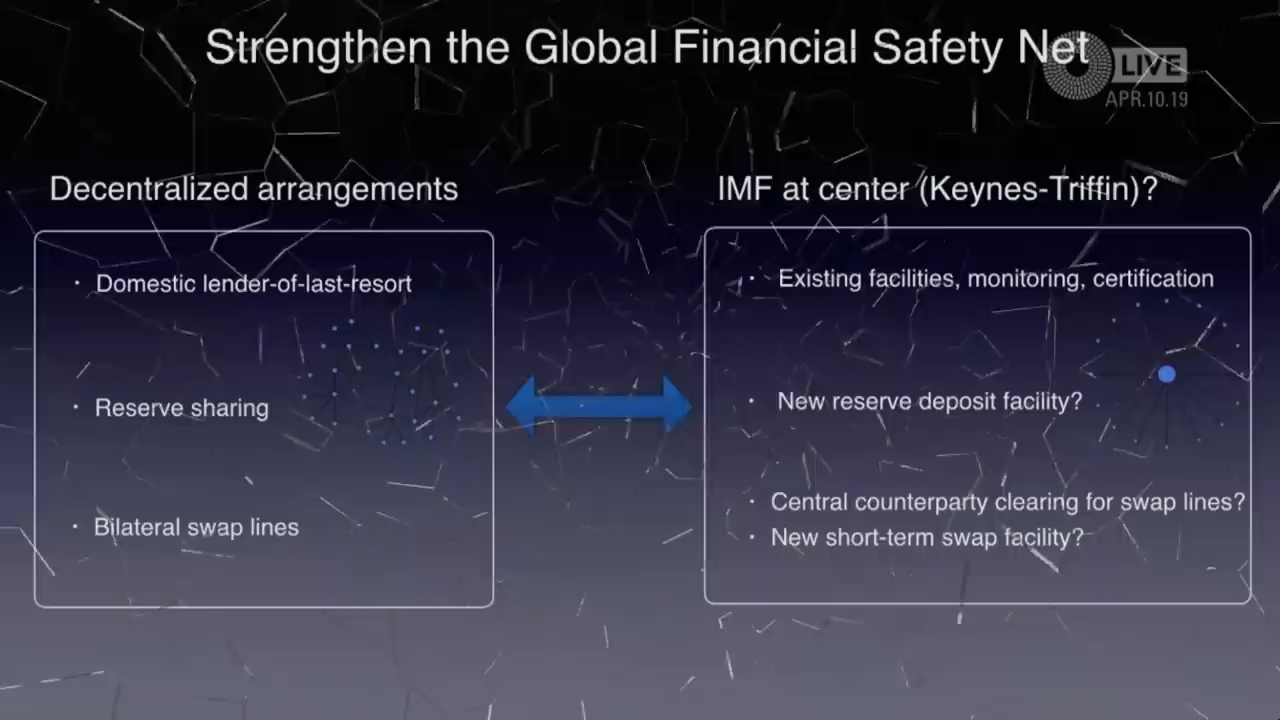 Strengthen the Global Financial Safety Net
LIVE
APR.10.19
Decentralized arrangements
· Domestic lender-of-last-resort
· Reserve sharing
· Bilateral swap lines
IMF at center (Keynes-Triffin)?
· Existing facilities, monitoring, certification
· New reserve deposit facility?
· Central counterparty clearing for swap lines?
· New short-term swap facility?